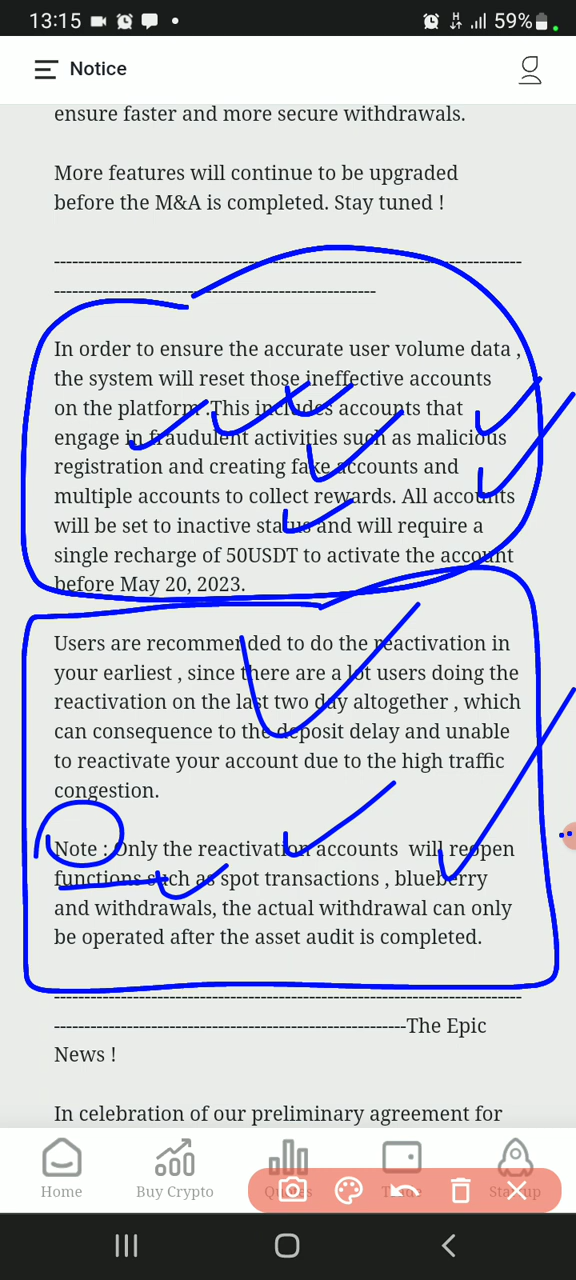 13:15
59%
Notice
ensure faster and more secure withdrawals.
More features will continue to be upgraded
before the M&A is completed. Stay tuned !
-----------------------------------------------------------------------------
-----------------------------------------------------
In order to ensure the accurate user volume data ,
the system will reset those ineffective accounts
on the platform. This includes accounts that
engage in fraudulent activities such as malicious
registration and creating fake accounts and
multiple accounts to collect rewards. All accounts
will be set to inactive status and will require a
single recharge of 50USDT to activate the account
before May 20, 2023.
Users are recommended to do the reactivation in
your earliest , since there are a lot users doing the
reactivation on the last two day altogether , which
can consequence to the deposit delay and unable
to reactivate your account due to the high traffic
congestion.
Note : Only the reactivation accounts will reopen
functions such as spot transactions , blueberry
and withdrawals, the actual withdrawal can only
be operated after the asset audit is completed.
-----------------------------------------------------------------------------
----------------------------------------------------------The Epic
News !
In celebration of our preliminary agreement for
Home
Buy Crypto
Quotes
Trade
Startup